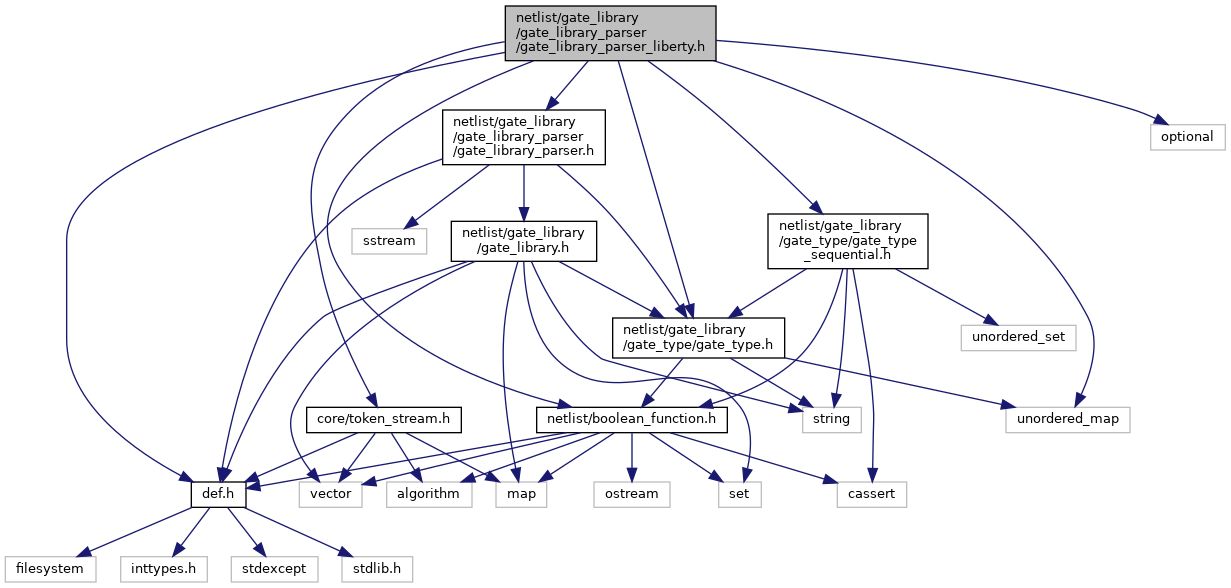 netlist/gate_library
/gate_library_parser
/gate_library_parser_liberty.h
netlist/gate_library
/gate_library_parser
/gate_library_parser.h
optional
sstream
netlist/gate_library
/gate_library.h
netlist/gate_library
/gate_type/gate_type
_sequential.h
netlist/gate_library
/gate_type/gate_type.h
unordered_set
core/token_stream.h
netlist/boolean_function.h
string
unordered_map
def.h
vector
algorithm
map
ostream
set
cassert
filesystem
inttypes.h
stdexcept
stdlib.h